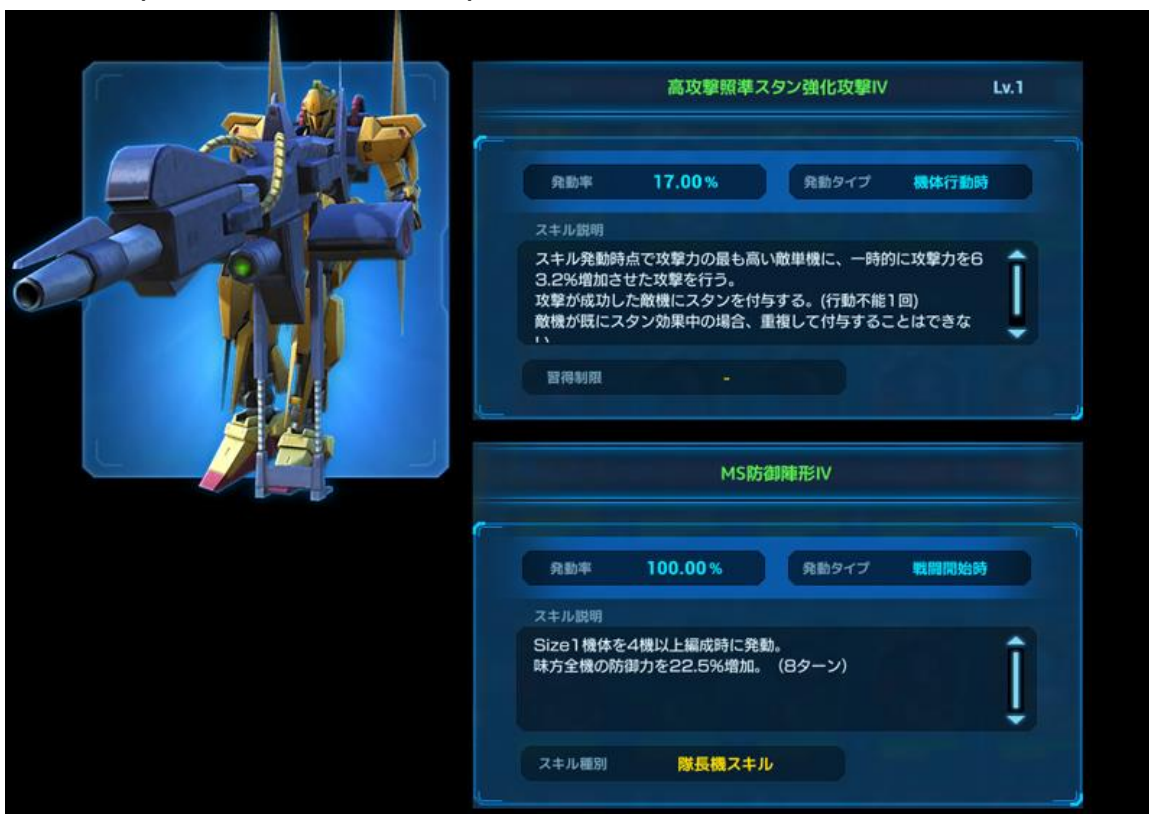 高攻撃照準スタン強化攻撃IV Lv.1
発動率 17.00% 発動タイプ 機体行動時
スキル説明
スキル発動時点で攻撃力の最も高い敵単機に、一時的に攻撃力を6
3.2%増加させた攻撃を行う。
攻撃が成功した敵機にスタンを付与する。(行動不能1回)
敵機が既にスタン効果中の場合、重複して付与することはできな
い
習得制限 -
MS防御陣形IV
発動率 100.00% 発動タイプ 戦闘開始時
スキル説明
Size1機体を4機以上編成時に発動。
味方全機の防御力を22.5%増加。（8ターン）
スキル種別 隊長機スキル